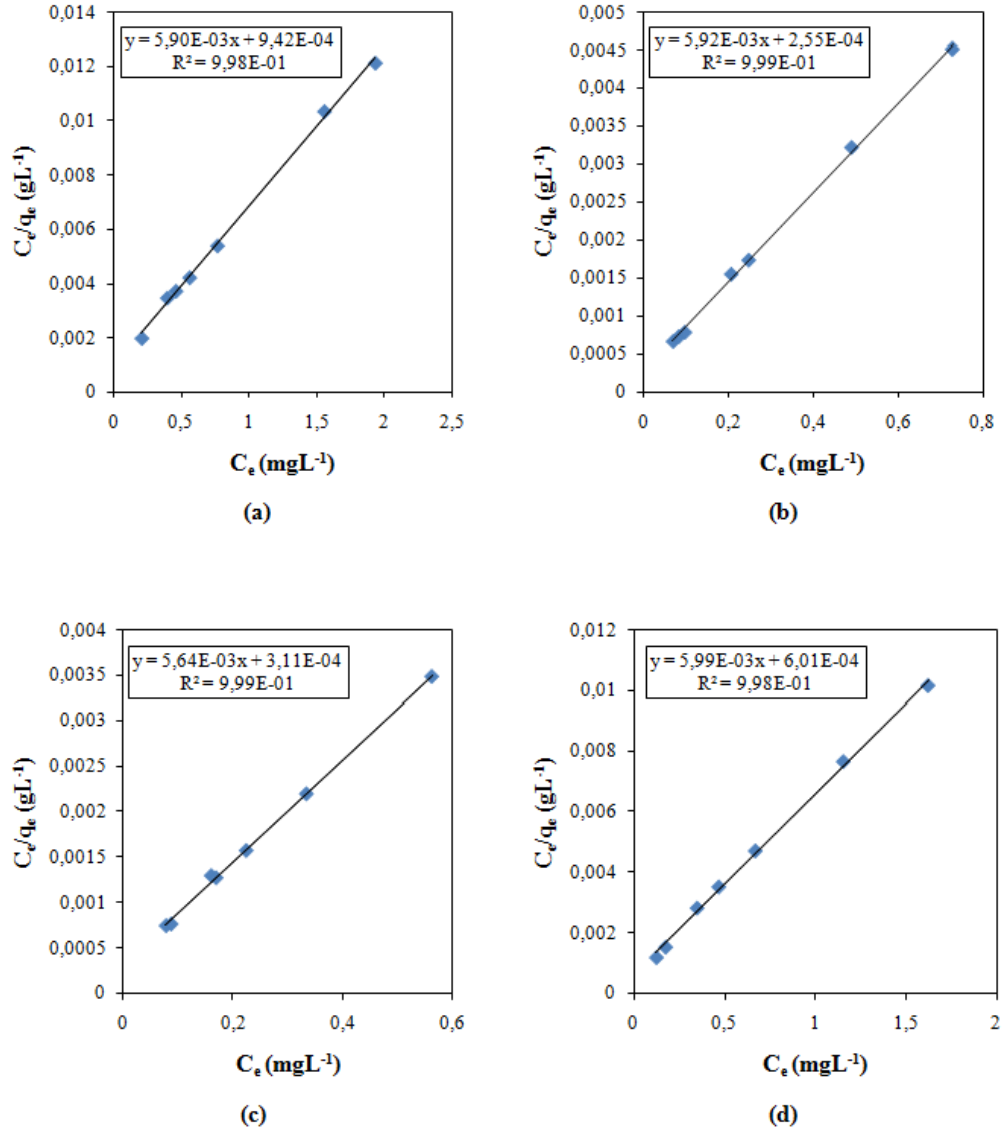 0,014
0,012
0,01
0,008
0,006
0,004
0,002
0
y = 5,90E-03x + 9,42E-04
R² = 9,98E-01
Cₑ/qₑ (gL⁻¹)
0 0,5 1 1,5 2 2,5
Cₑ (mgL⁻¹)
(a)
0,005
0,0045
0,004
0,0035
0,003
0,0025
0,002
0,0015
0,001
0,0005
0
y = 5,92E-03x + 2,55E-04
R² = 9,99E-01
Cₑ/qₑ (gL⁻¹)
0 0,2 0,4 0,6 0,8
Cₑ (mgL⁻¹)
(b)
0,004
0,0035
0,003
0,0025
0,002
0,0015
0,001
0,0005
0
y = 5,64E-03x + 3,11E-04
R² = 9,99E-01
Cₑ/qₑ (gL⁻¹)
0 0,2 0,4 0,6
Cₑ (mgL⁻¹)
(c)
0,012
0,01
0,008
0,006
0,004
0,002
0
y = 5,99E-03x + 6,01E-04
R² = 9,98E-01
Cₑ/qₑ (gL⁻¹)
0 0,5 1 1,5 2
Cₑ (mgL⁻¹)
(d)